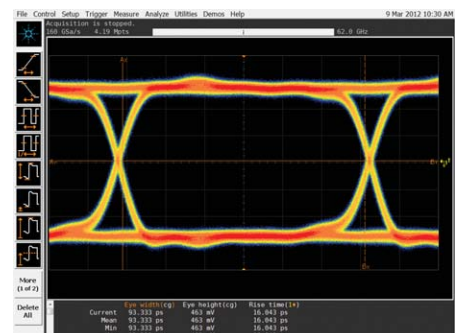 File Control Setup Trigger Measure Analyze Utilities Demos Help 9 Mar 2012 10:30 AM
Acquisition is stopped.
160 GSa/s 4.19 Mpts 62.0 GHz
More
(1 of 2)
Delete
All
Eye width(cg) Eye height(cg) Rise time(1*)
Current 93.333 ps 463 mV 16.043 ps
Mean 93.333 ps 463 mV 16.043 ps
Min 93.333 ps 463 mV 16.043 ps